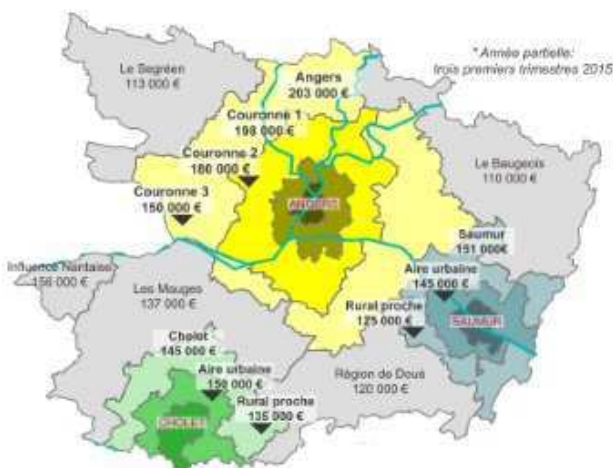 * Année partielle:
trois premiers trimestres 2015
Le Segréen
113 000 €
Angers
203 000 €
Couronne 1
198 000 €
Couronne 2
180 000 €
Couronne 3
150 000 €
ANGERS
Le Baugeois
110 000 €
Saumur
151 000€
Aire urbaine
145 000 €
Rural proche
125 000 €
SAUMUR
Influence Nantaise
156 000 €
Les Mauges
137 000 €
Cholet
145 000 €
Aire urbaine
150 000 €
Rural proche
135 000 €
CHOLET
Région de Doué
120 000 €